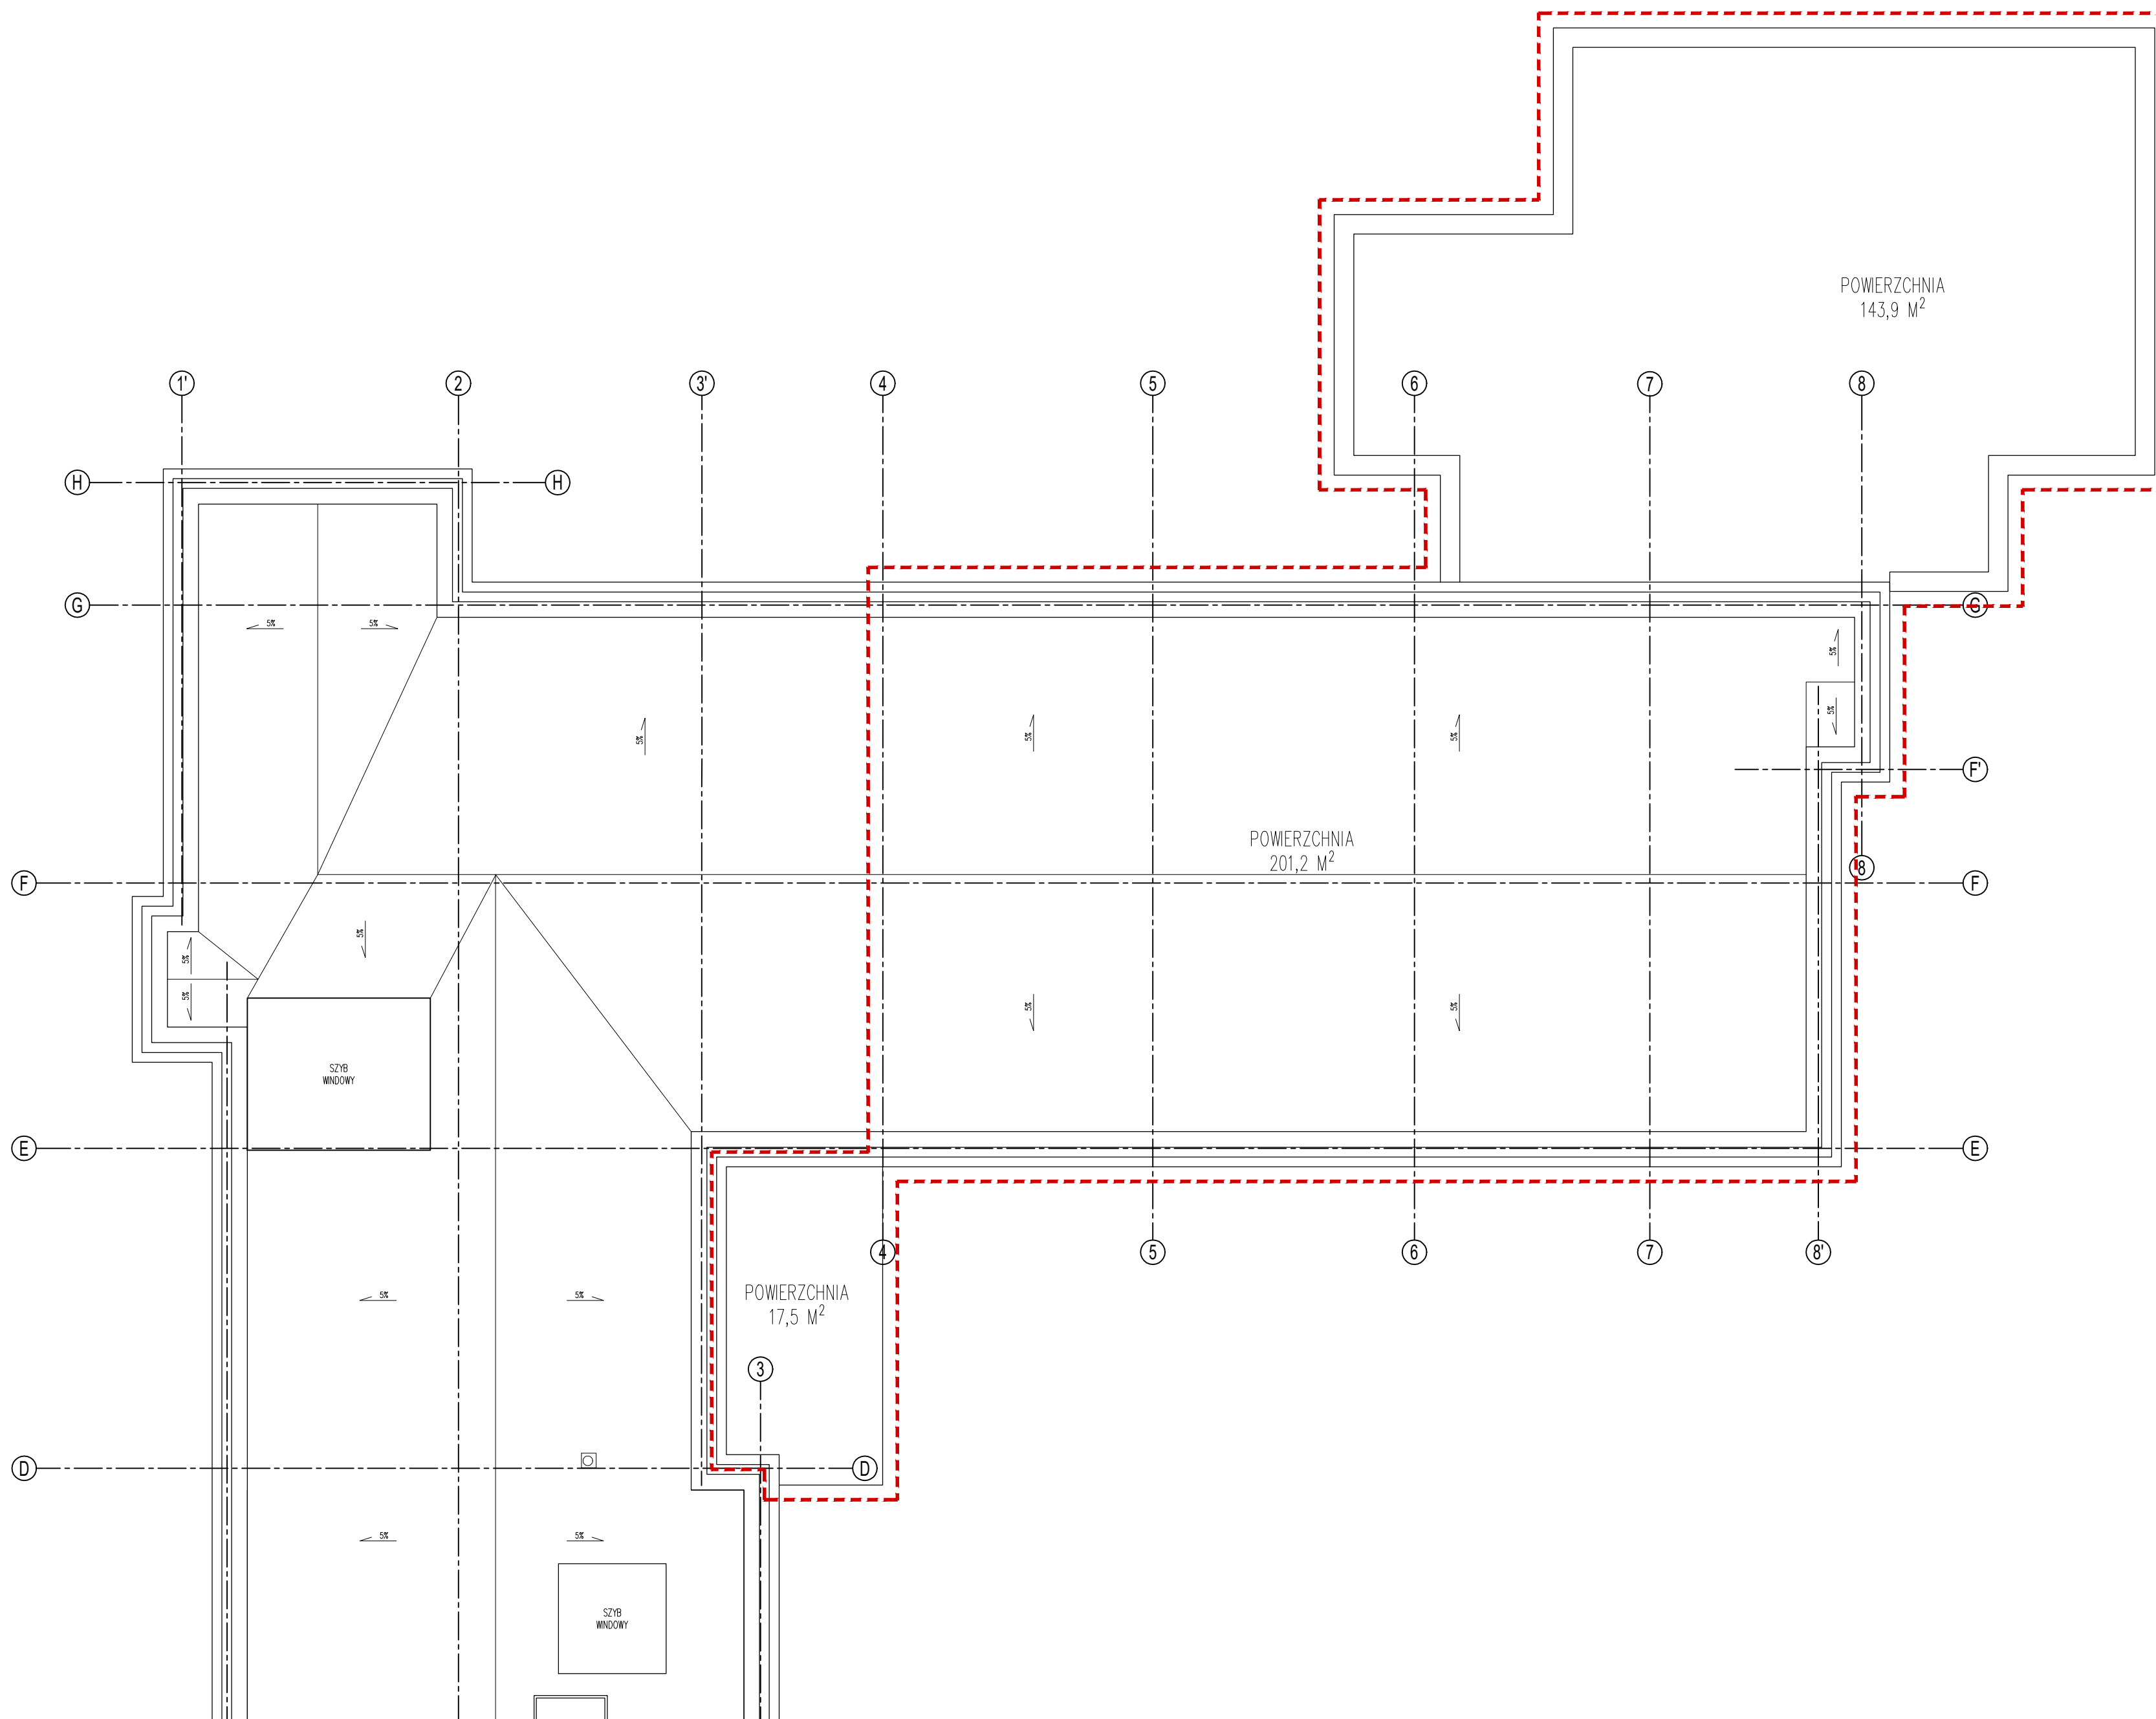 POWIERZCHNIA
143,9 M²
1' 2 3' 4 5 6 7 8
H H
G G
5% 5% 5%
5%
5% 5% 5%
F'
POWIERZCHNIA
201,2 M²
8
F F
5%
5%
5%
5% 5%
SZYB
WINDOWY
E E
4 5 6 7 8'
POWIERZCHNIA
17,5 M²
5% 5%
3
D D
5% 5%
SZYB
WINDOWY